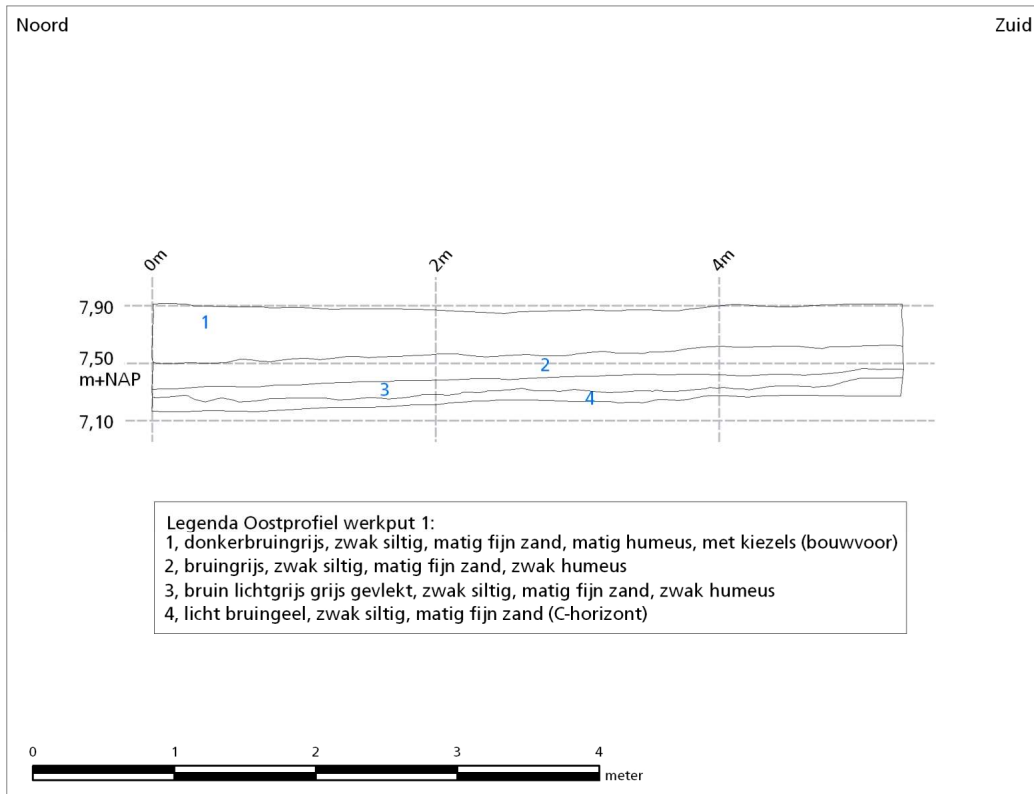 Noord Zuid
0m 2m 4m
7,90
1
7,50
2
m+NAP
3
4
7,10
Legenda Oostprofiel werkput 1:
1, donkerbruingrijs, zwak siltig, matig fijn zand, matig humeus, met kiezels (bouwvoor)
2, bruingrijs, zwak siltig, matig fijn zand, zwak humeus
3, bruin lichtgrijs grijs gevlekt, zwak siltig, matig fijn zand, zwak humeus
4, licht bruingeel, zwak siltig, matig fijn zand (C-horizont)
0 1 2 3 4
meter